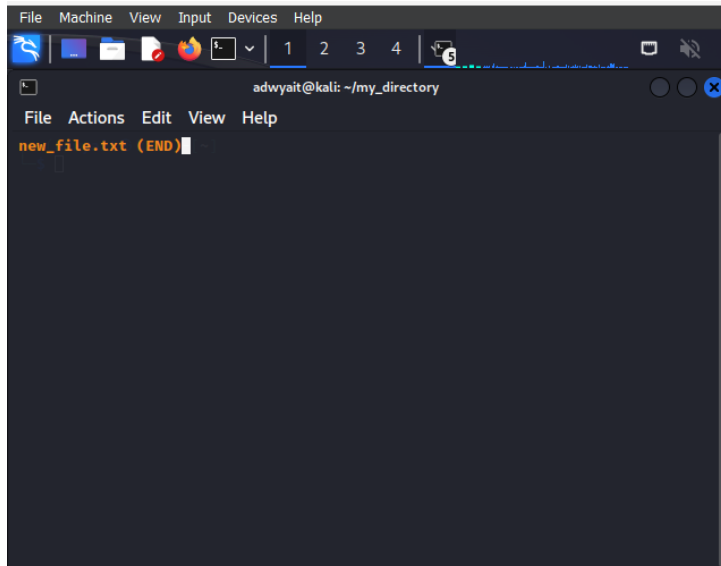 File Machine View Input Devices Help
1 2 3 4 5
adwyait@kali: ~/my_directory
File Actions Edit View Help
new_file.txt (END)